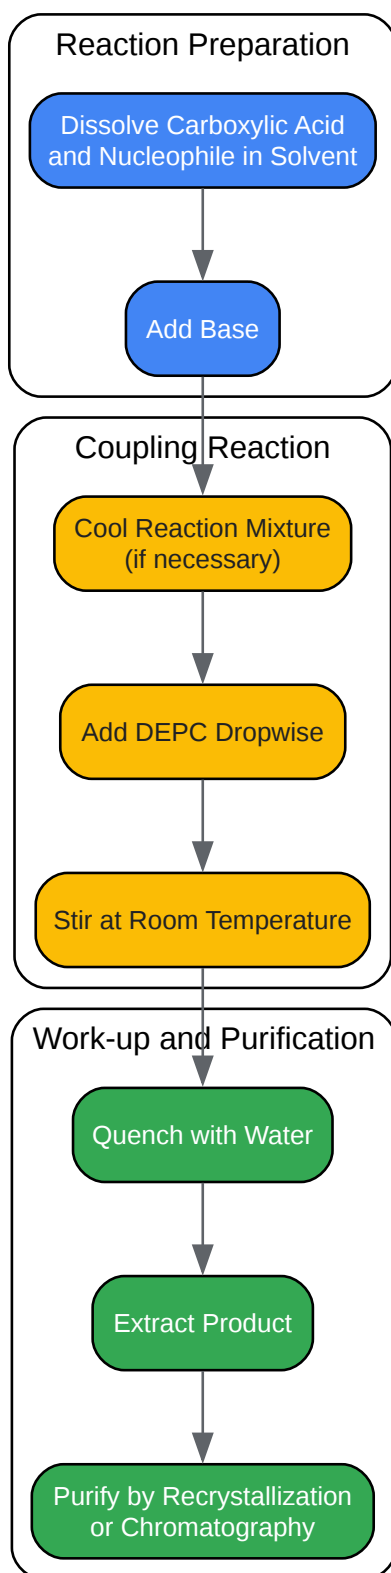 Reaction Preparation
Dissolve Carboxylic Acid
and Nucleophile in Solvent
Add Base
Coupling Reaction
Cool Reaction Mixture
(if necessary)
Add DEPC Dropwise
Stir at Room Temperature
Work-up and Purification
Quench with Water
Extract Product
Purify by Recrystallization
or Chromatography